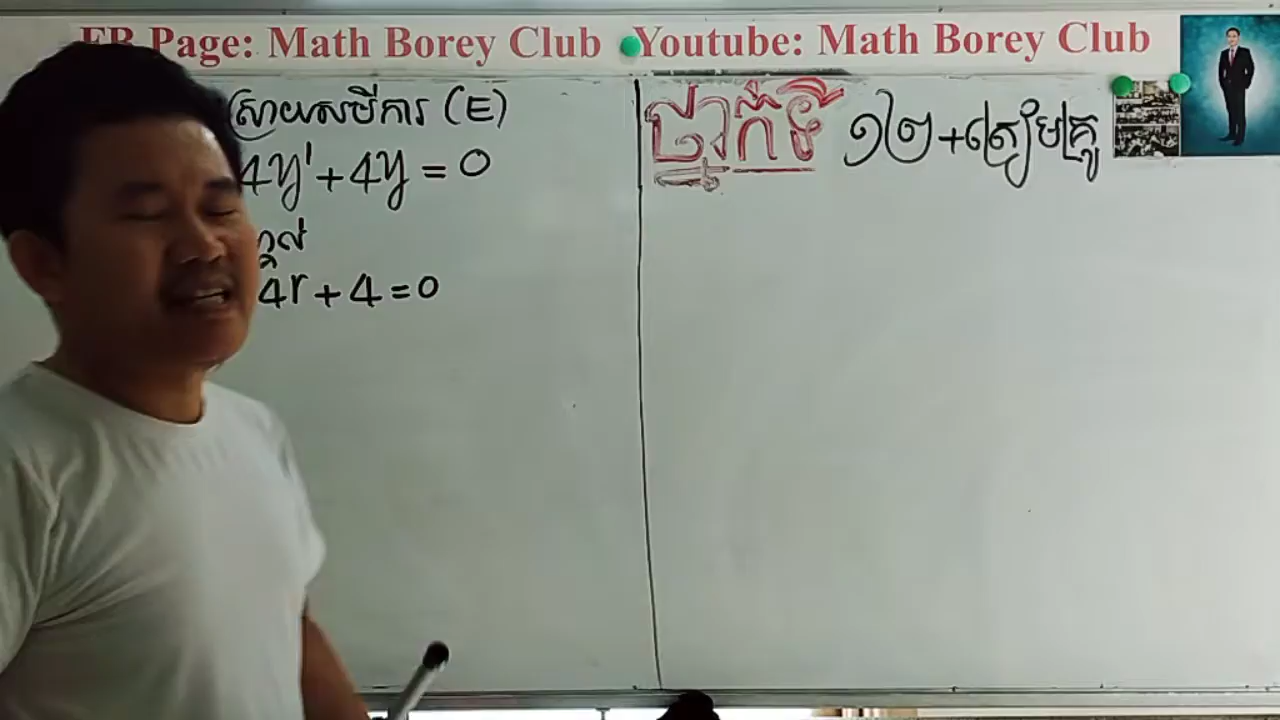 FB Page: Math Borey Club Youtube: Math Borey Club
ស្រាយសមីការ (E)
4y' + 4y = 0
4r + 4 = 0
ថ្នាក់ទី ១២+ត្រៀមគ្រូ